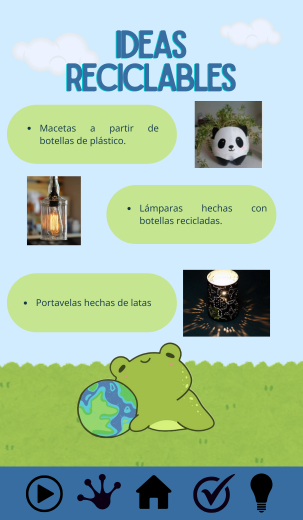 IDEAS
RECICLABLES
• Macetas a partir de
botellas de plástico.
• Lámparas hechas con
botellas recicladas.
• Portavelas hechas de latas